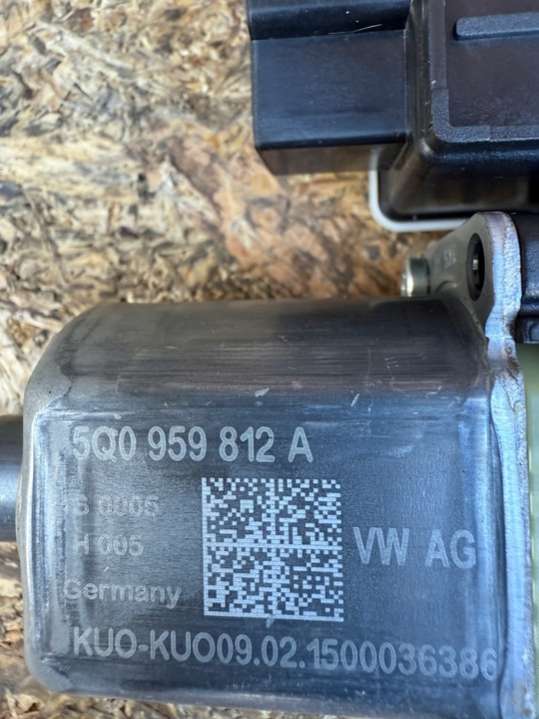 5Q0 959 812 A
S 0005
H 005
VW AG
Germany
KUO-KUO09.02.1500036386